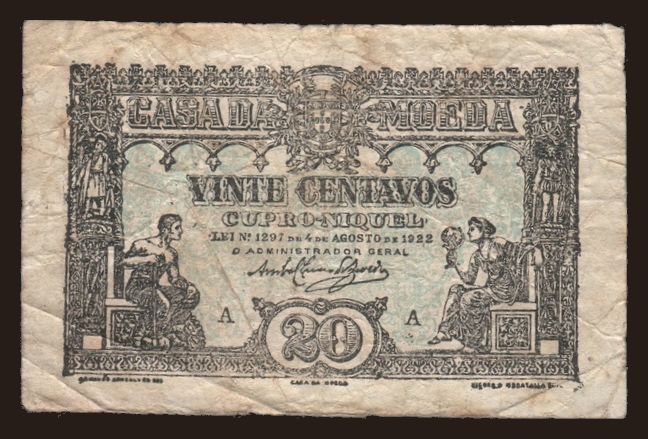 CASA DA MOEDA
VINTE CENTAVOS
CUPRO-NIQUEL
LEI Nº 1297 DE 4 DE AGOSTO DE 1922
O ADMINISTRADOR GERAL
A A
20
CASA DA MOEDA